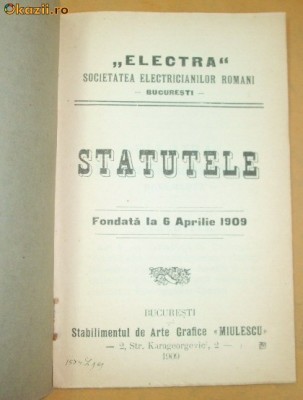 Okazii.ro
„ELECTRA“
SOCIETATEA ELECTRICIANILOR ROMANI
— BUCUREȘTI —
STATUTELE
Fondată la 6 Aprilie 1909
BUCUREȘTI
Stabilimentul de Arte Grafice «MIULESCU»
— 2, Str. Karageorgevici, 2 —
1909